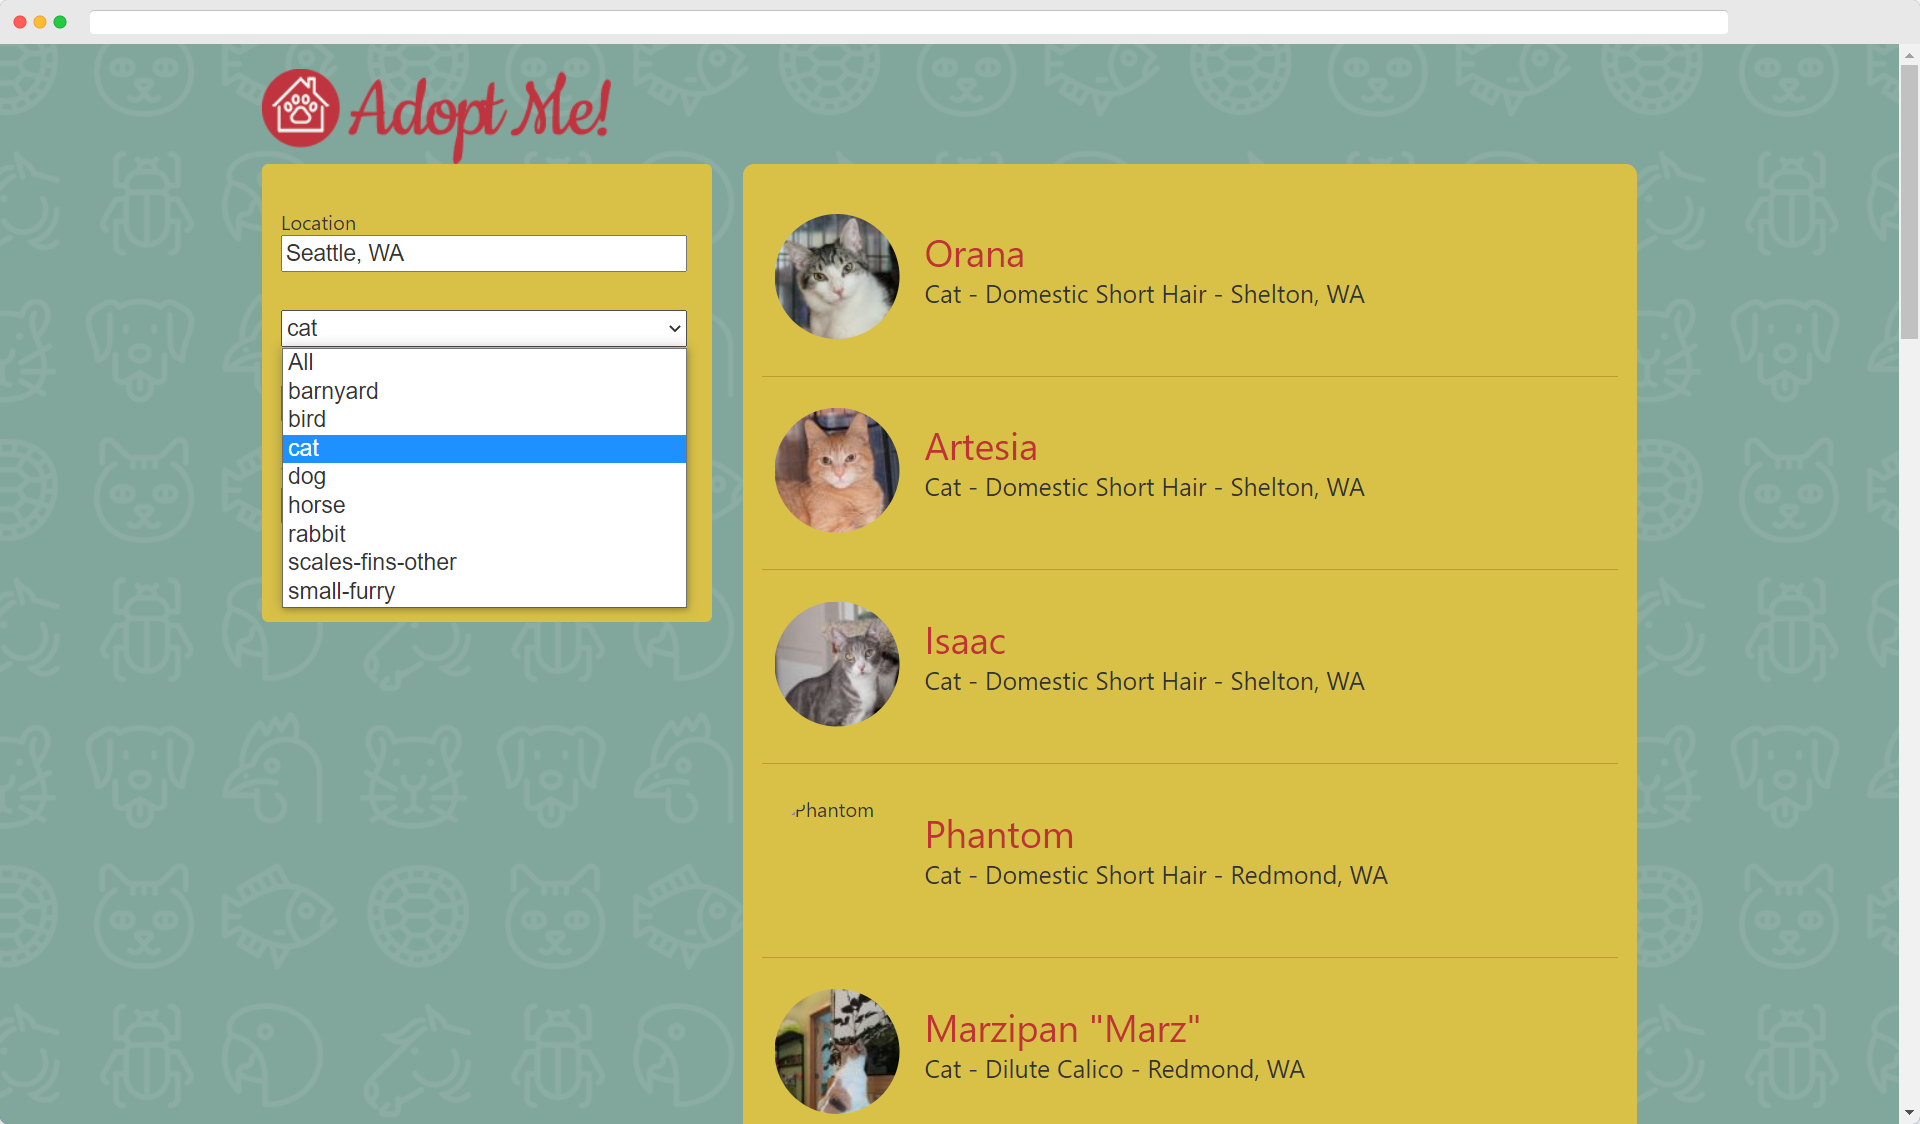 Adopt Me!
Location
Seattle, WA
cat
All
barnyard
bird
cat
dog
horse
rabbit
scales-fins-other
small-furry
Orana
Cat - Domestic Short Hair - Shelton, WA
Artesia
Cat - Domestic Short Hair - Shelton, WA
Isaac
Cat - Domestic Short Hair - Shelton, WA
Phantom
Phantom
Cat - Domestic Short Hair - Redmond, WA
Marzipan "Marz"
Cat - Dilute Calico - Redmond, WA